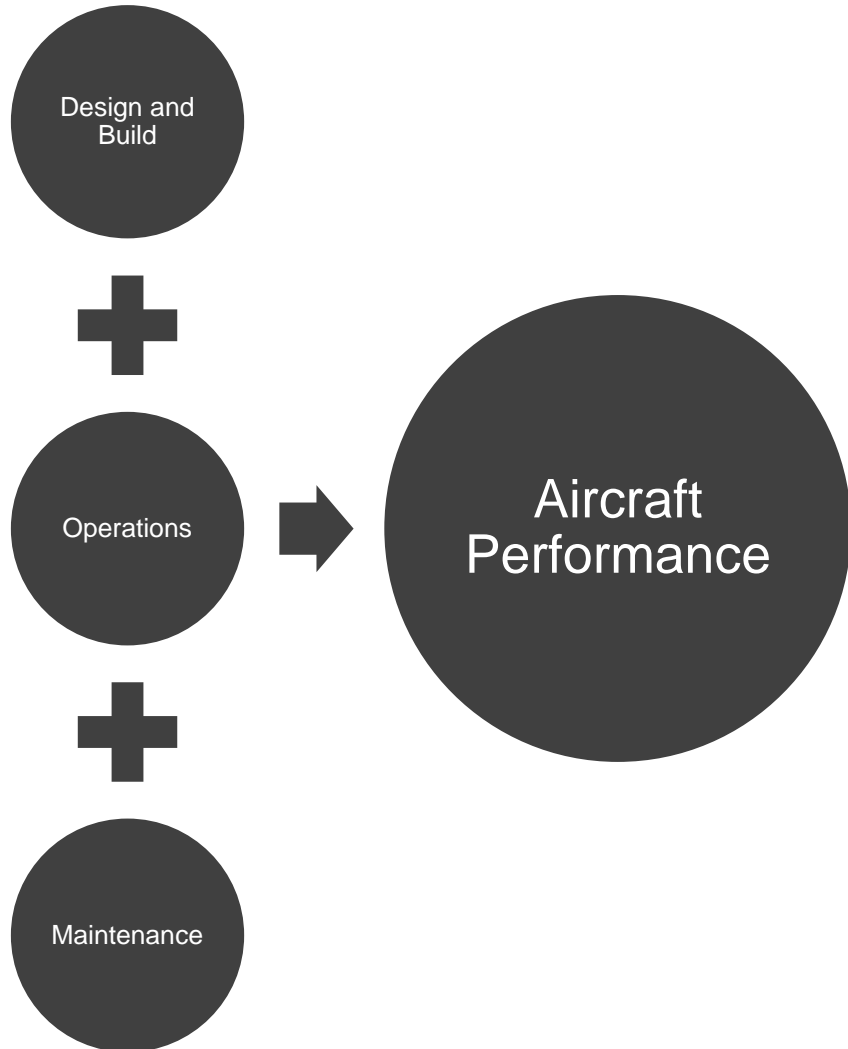 Design and
Build
Operations
Aircraft
Performance
Maintenance